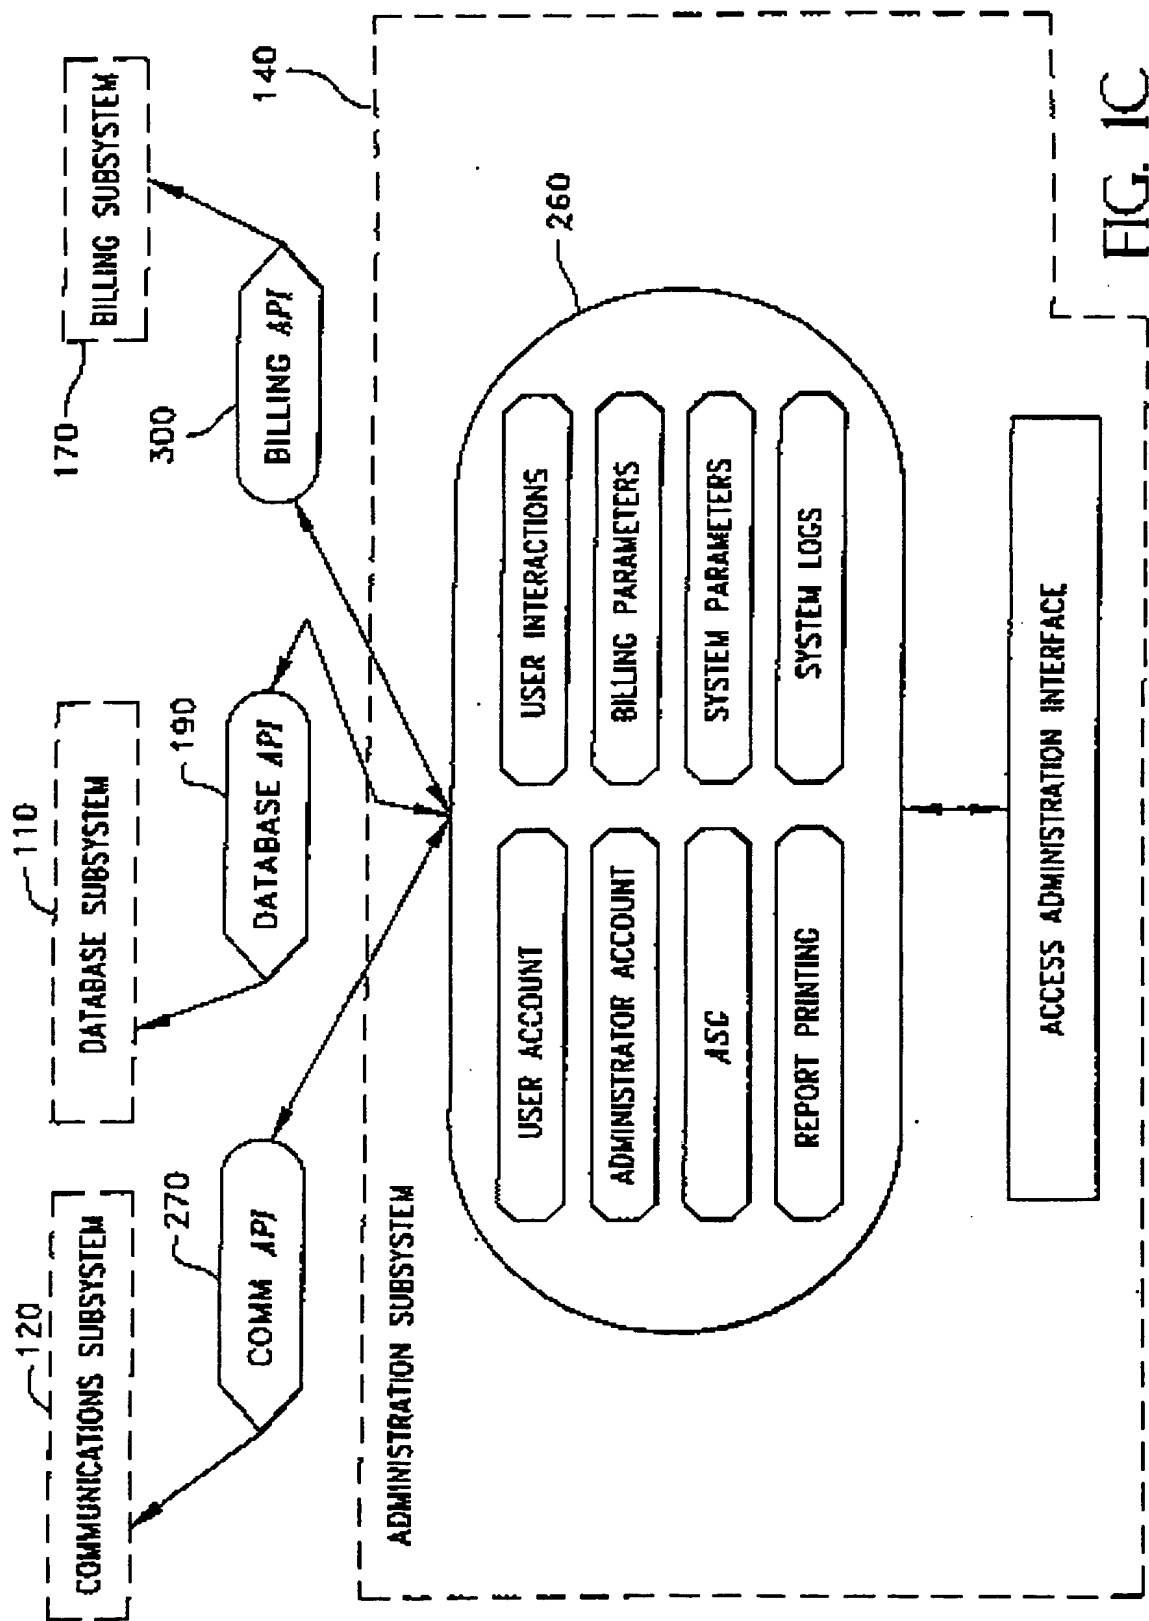 120
COMMUNICATIONS SUBSYSTEM
110
DATABASE SUBSYSTEM
170
BILLING SUBSYSTEM
270
COMM API
190
DATABASE API
300
BILLING API
140
ADMINISTRATION SUBSYSTEM
260
USER ACCOUNT
USER INTERACTIONS
ADMINISTRATOR ACCOUNT
BILLING PARAMETERS
ASG
SYSTEM PARAMETERS
REPORT PRINTING
SYSTEM LOGS
ACCESS ADMINISTRATION INTERFACE
FIG. 1C